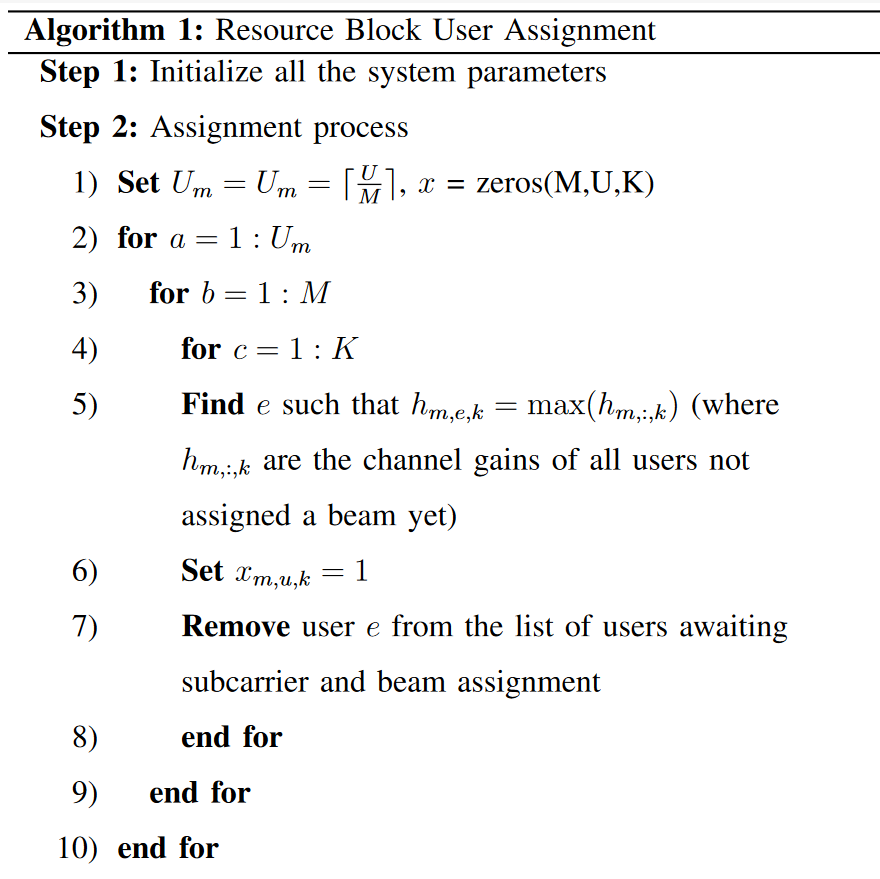 Algorithm 1: Resource Block User Assignment
Step 1: Initialize all the system parameters
Step 2: Assignment process
1) Set $U_m = U_m = \lceil \frac{U}{M} \rceil$, $x$ = zeros(M,U,K)
2) for $a = 1 : U_m$
3) for $b = 1 : M$
4) for $c = 1 : K$
5) Find $e$ such that $h_{m,e,k} = \max(h_{m,:,k})$ (where
$h_{m,:,k}$ are the channel gains of all users not
assigned a beam yet)
6) Set $x_{m,u,k} = 1$
7) Remove user $e$ from the list of users awaiting
subcarrier and beam assignment
8) end for
9) end for
10) end for